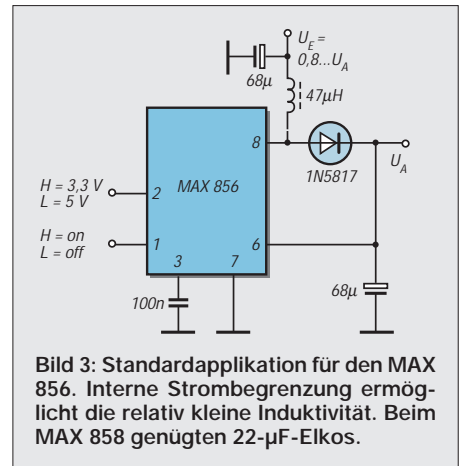 U_E =
0,8...U_A
68µ
47µH
8
1N5817
U_A
MAX 856
H = 3,3 V
L = 5 V
2
H = on
L = off
1
6
3
7
100n
68µ
Bild 3: Standardapplikation für den MAX
856. Interne Strombegrenzung ermög-
licht die relativ kleine Induktivität. Beim
MAX 858 genügten 22-µF-Elkos.